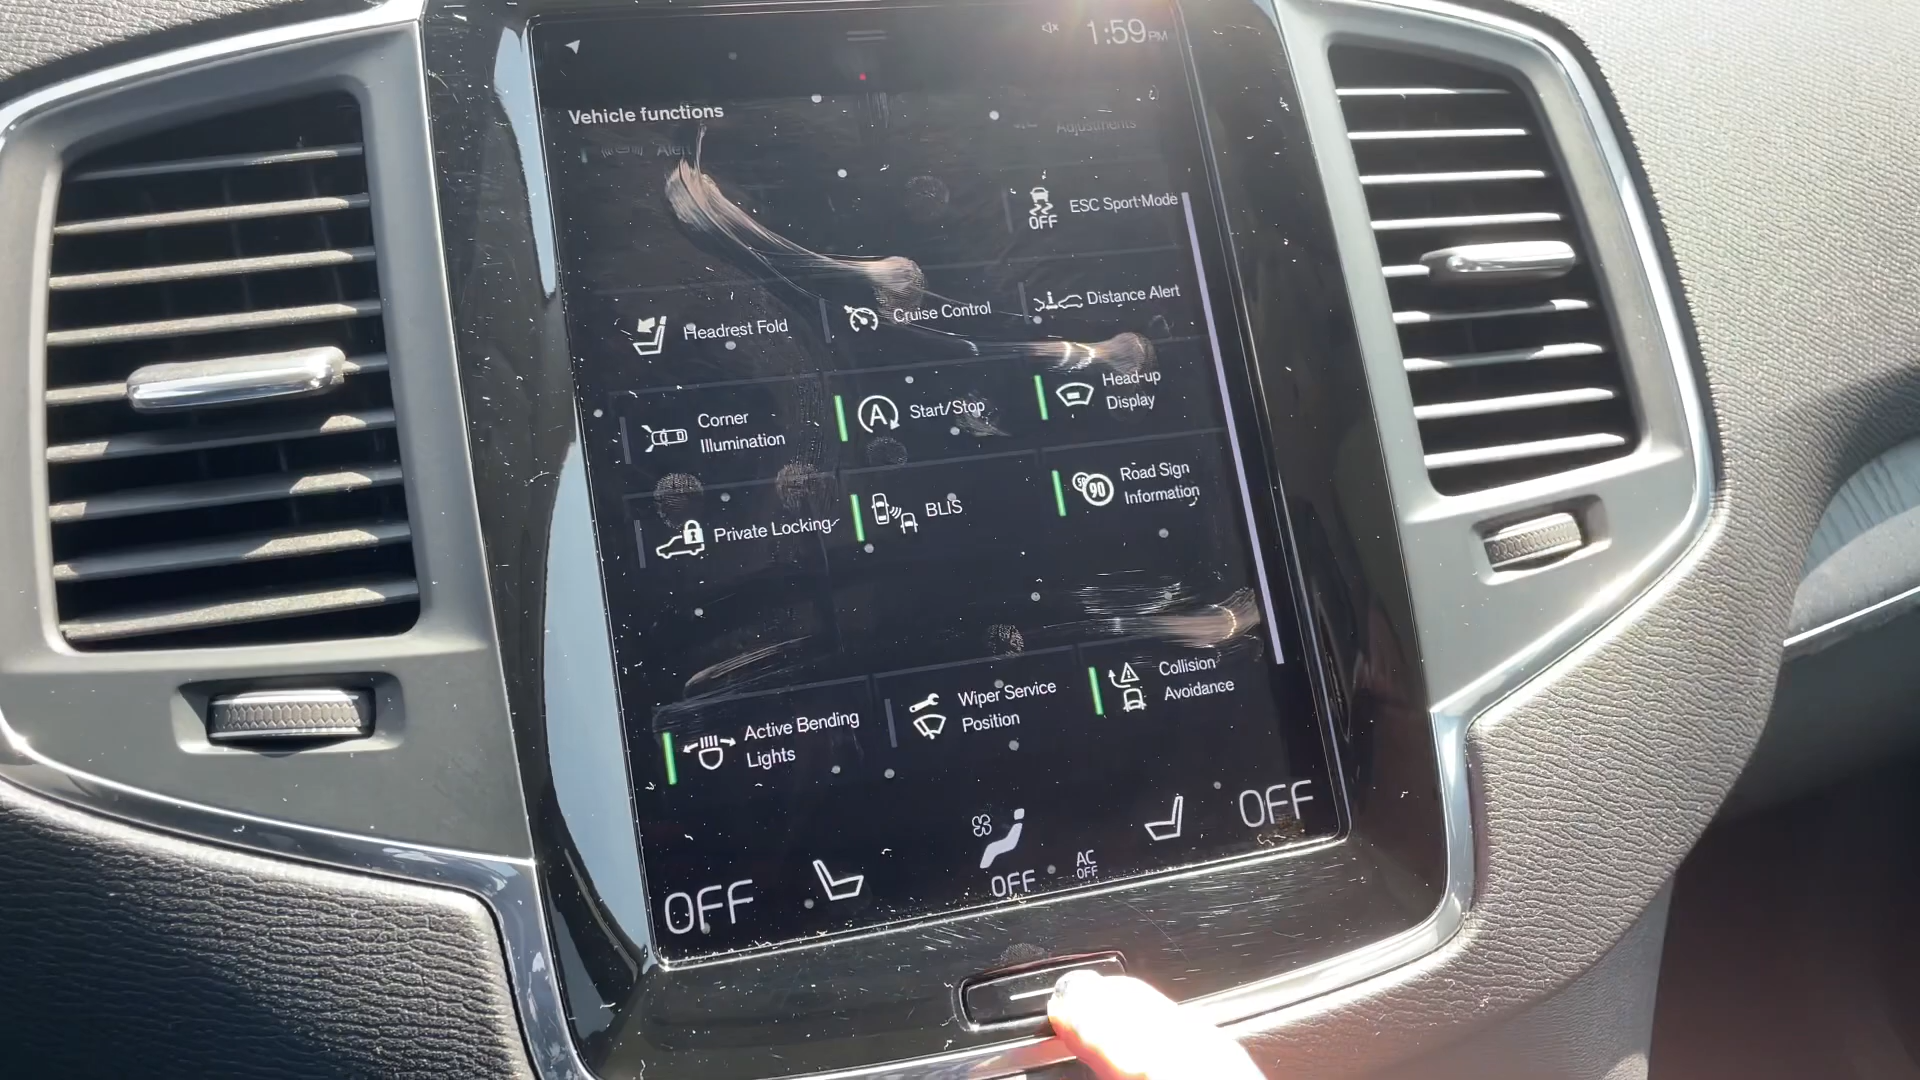 1:59 PM
Vehicle functions
Alert
Adjustments
OFF
ESC Sport Mode
Headrest Fold
Cruise Control
Distance Alert
Corner
Illumination
A
Start/Stop
Head-up
Display
Private Locking
BLIS
50
90
Road Sign
Information
Active Bending
Lights
Wiper Service
Position
Collision
Avoidance
OFF
OFF
AC
OFF
OFF